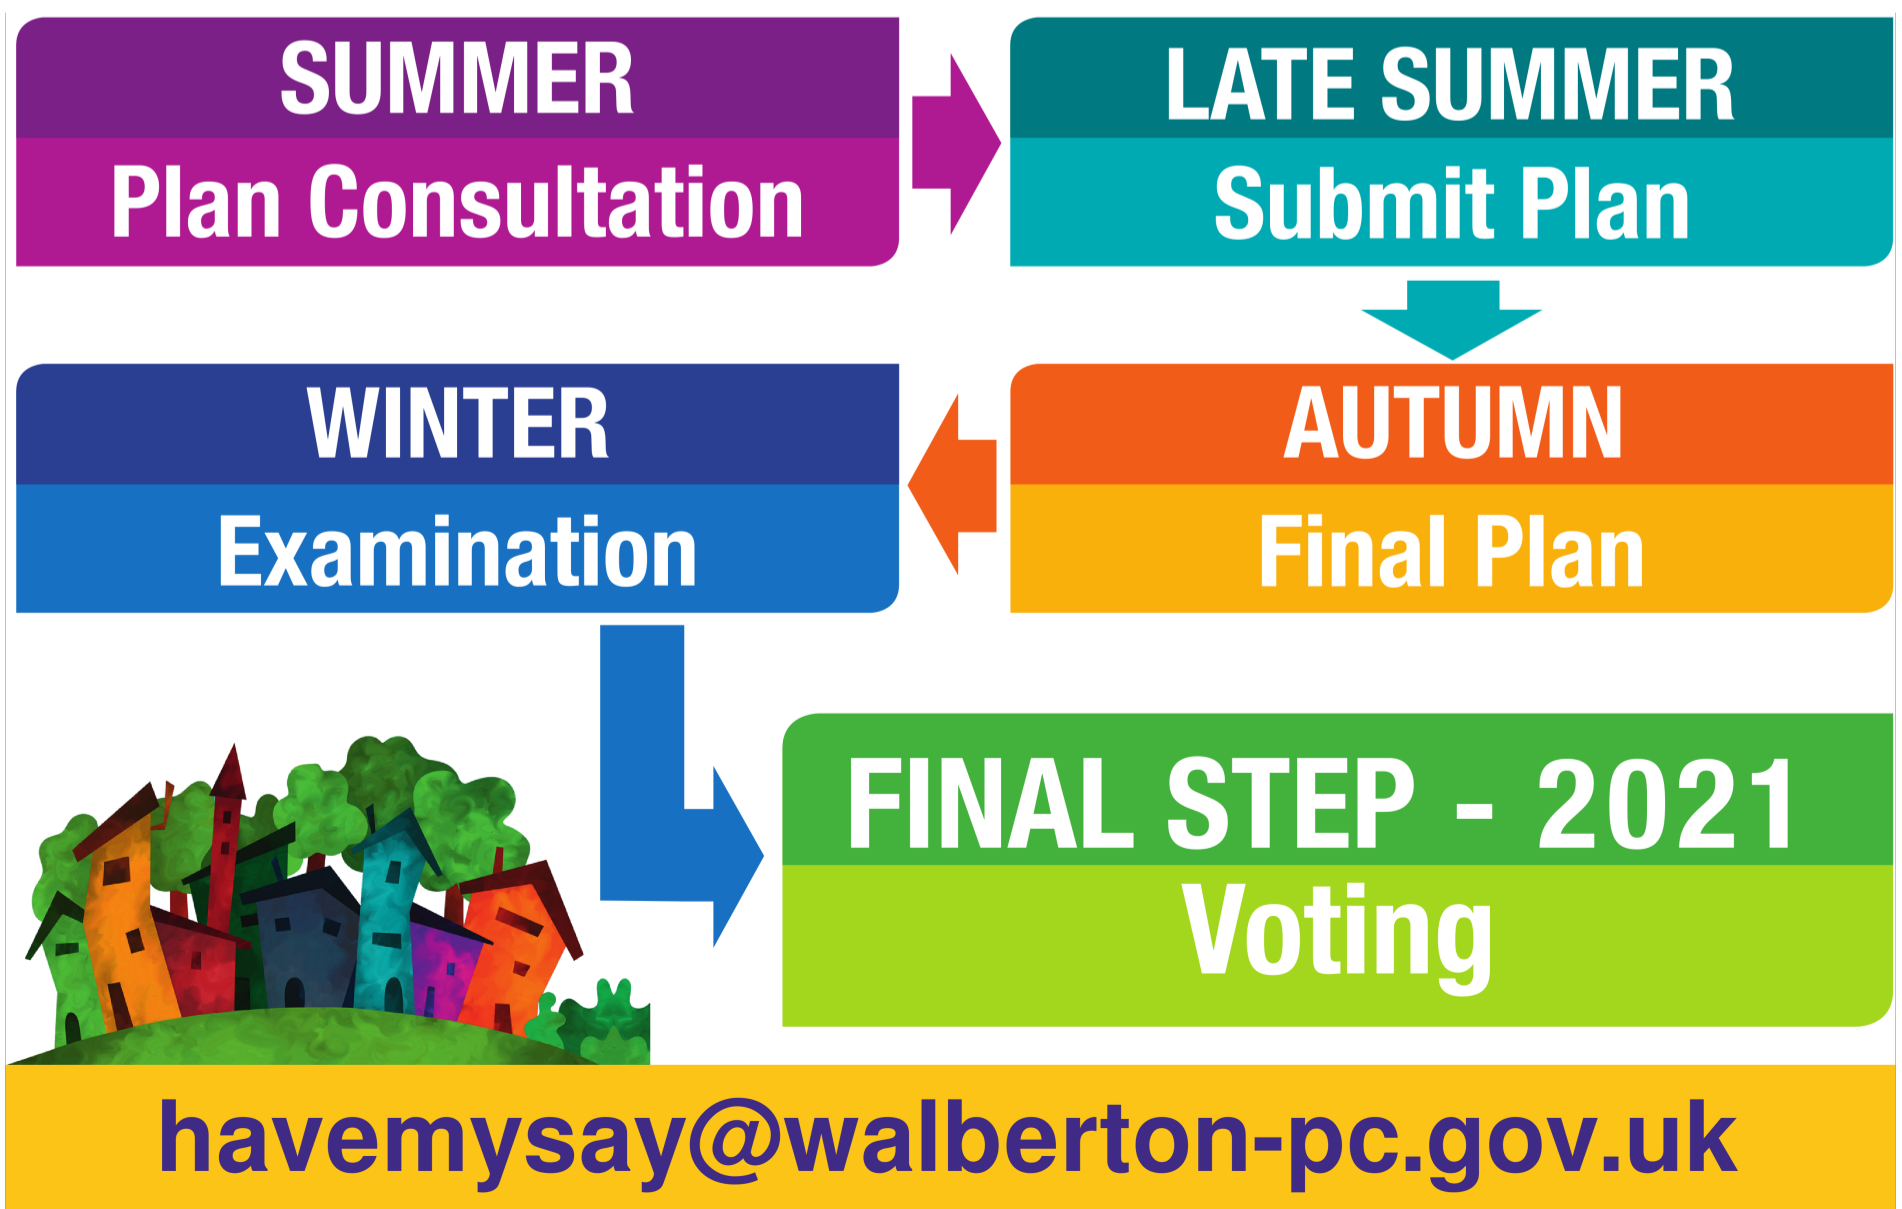 SUMMER
Plan Consultation
LATE SUMMER
Submit Plan
AUTUMN
Final Plan
WINTER
Examination
FINAL STEP - 2021
Voting
havemysay@walberton-pc.gov.uk